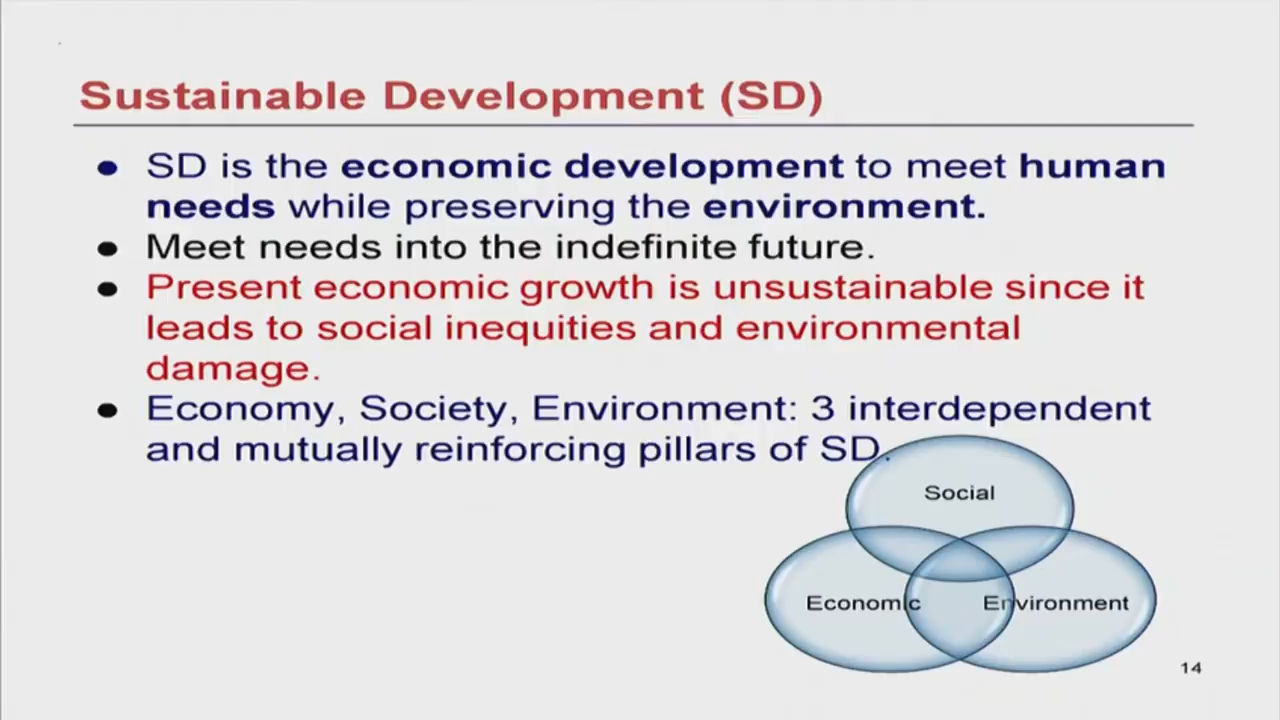 Sustainable Development (SD)
• SD is the economic development to meet human
needs while preserving the environment.
• Meet needs into the indefinite future.
• Present economic growth is unsustainable since it
leads to social inequities and environmental
damage.
• Economy, Society, Environment: 3 interdependent
and mutually reinforcing pillars of SD.
Social
Economic
Environment
14